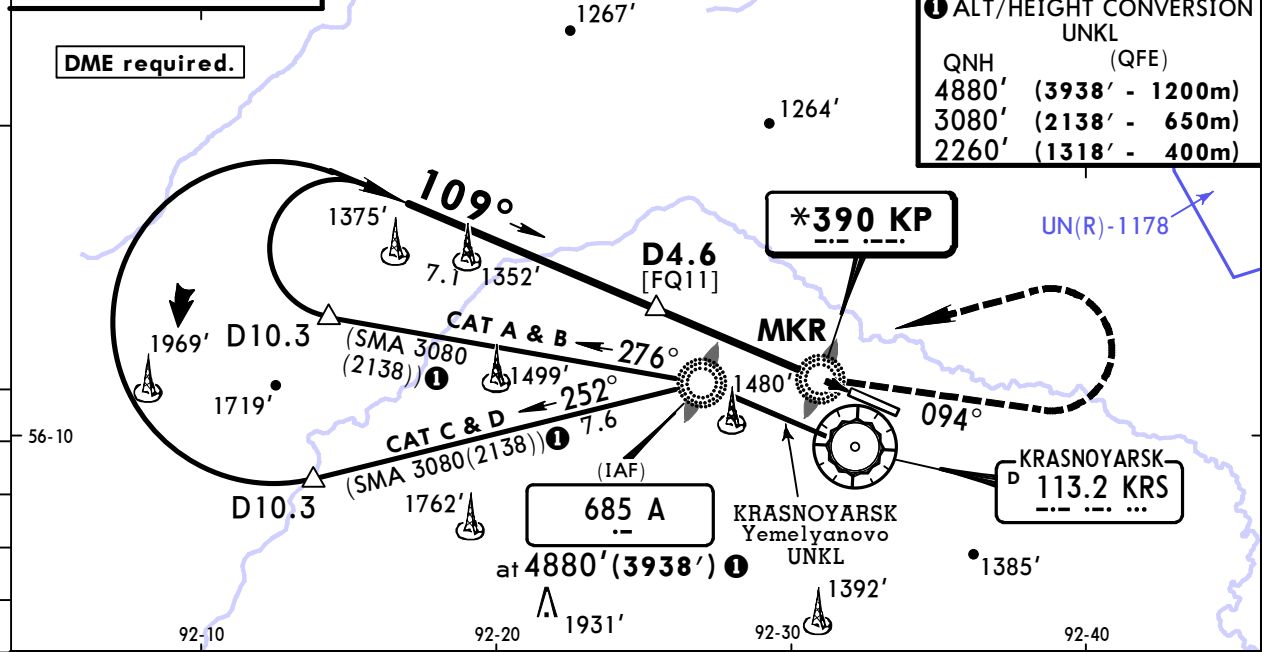 1267′
❶ ALT/HEIGHT CONVERSION
UNKL
QNH (QFE)
4880′ (3938′ - 1200m)
3080′ (2138′ - 650m)
2260′ (1318′ - 400m)
DME required.
1264′
109°
1375′
*390 KP
UN(R)-1178
D4.6
[FQ11]
7.1 1352′
MKR
1969′
D10.3
CAT A & B
276°
(SMA 3080
(2138))❶
1499′
1480′
1719′
252°
094°
CAT C & D
7.6
(SMA 3080(2138))❶
56-10
D10.3
1762′
(IAF)
685 A
at 4880′(3938′) ❶
KRASNOYARSK
Yemelyanovo
UNKL
KRASNOYARSK
D 113.2 KRS
1385′
1392′
1931′
92-10
92-20
92-30
92-40